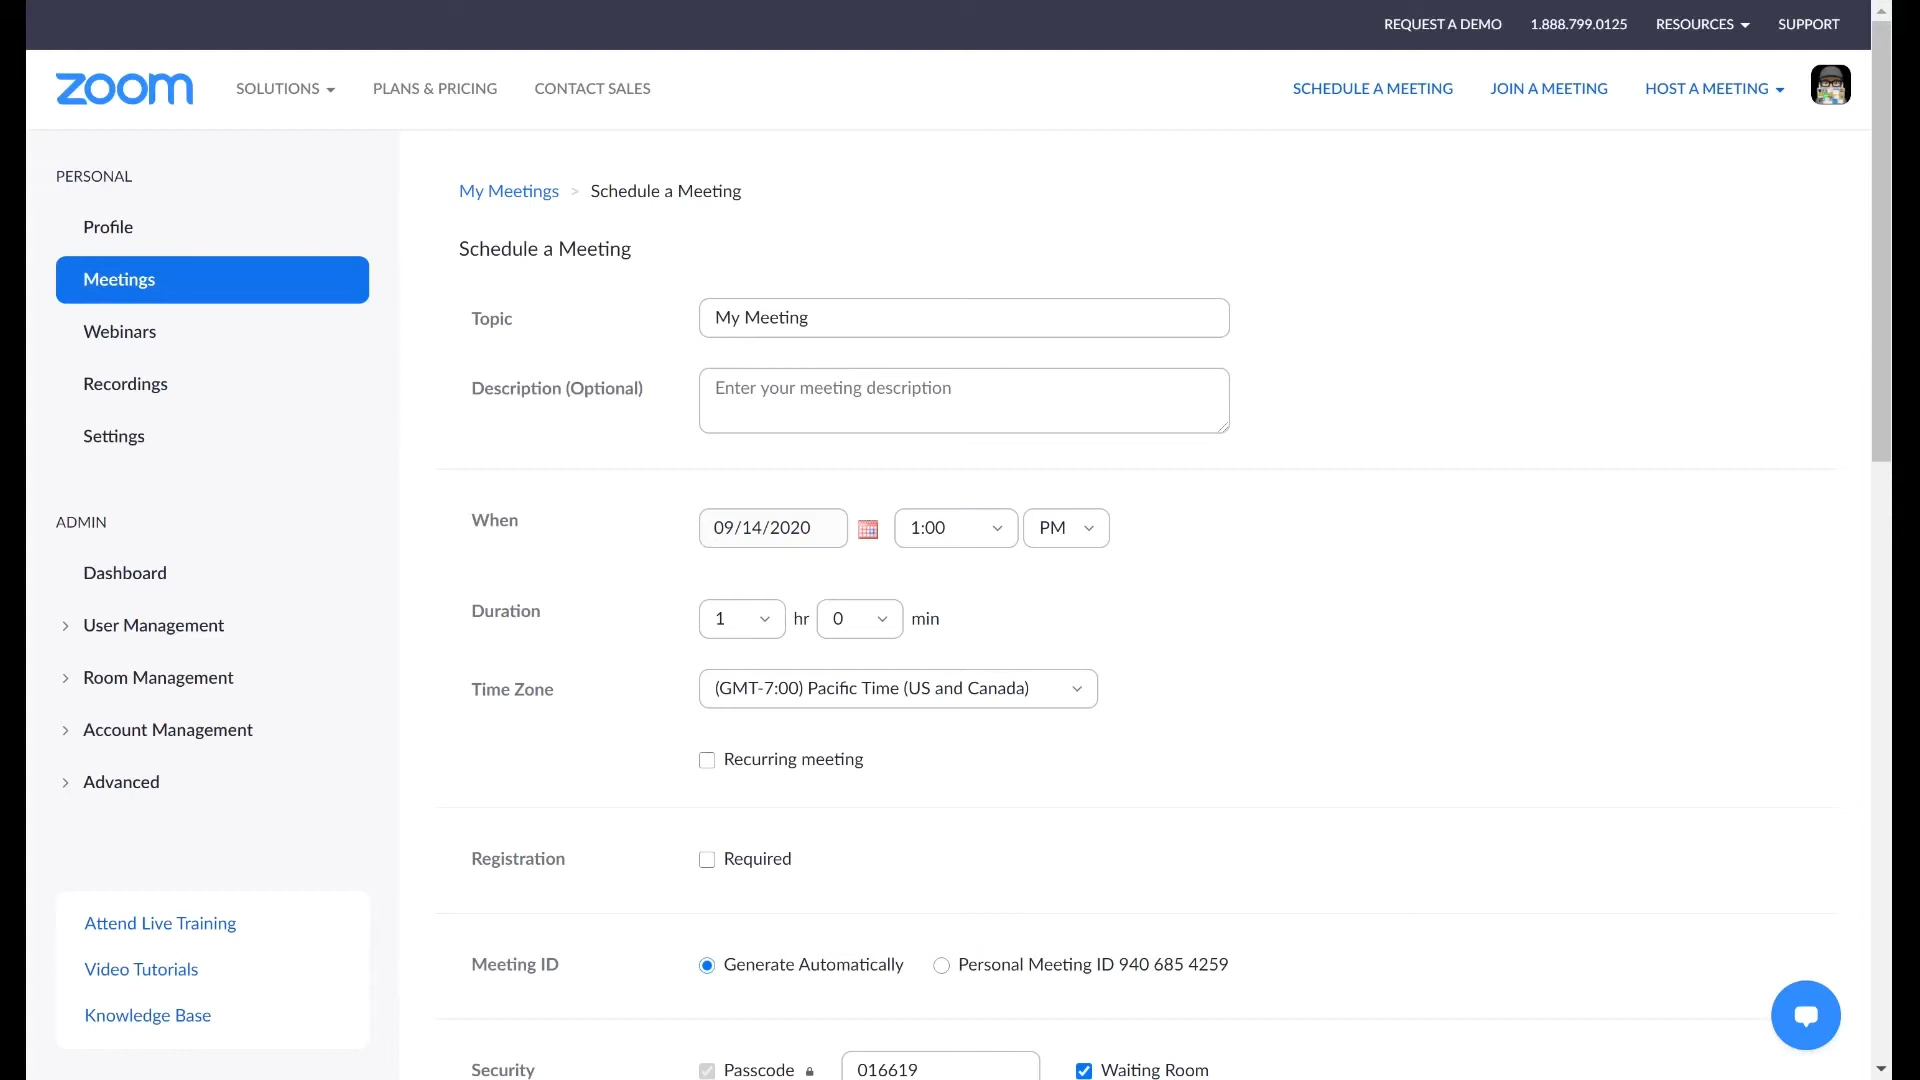 REQUEST A DEMO 1.888.799.0125 RESOURCES SUPPORT
zoom SOLUTIONS PLANS & PRICING CONTACT SALES SCHEDULE A MEETING JOIN A MEETING HOST A MEETING
PERSONAL
Profile
Meetings
Webinars
Recordings
Settings
ADMIN
Dashboard
User Management
Room Management
Account Management
Advanced
Attend Live Training
Video Tutorials
Knowledge Base
My Meetings > Schedule a Meeting
Schedule a Meeting
Topic My Meeting
Description (Optional) Enter your meeting description
When 09/14/2020 1:00 PM
Duration 1 hr 0 min
Time Zone (GMT-7:00) Pacific Time (US and Canada)
Recurring meeting
Registration Required
Meeting ID Generate Automatically Personal Meeting ID 940 685 4259
Security Passcode 016619 Waiting Room